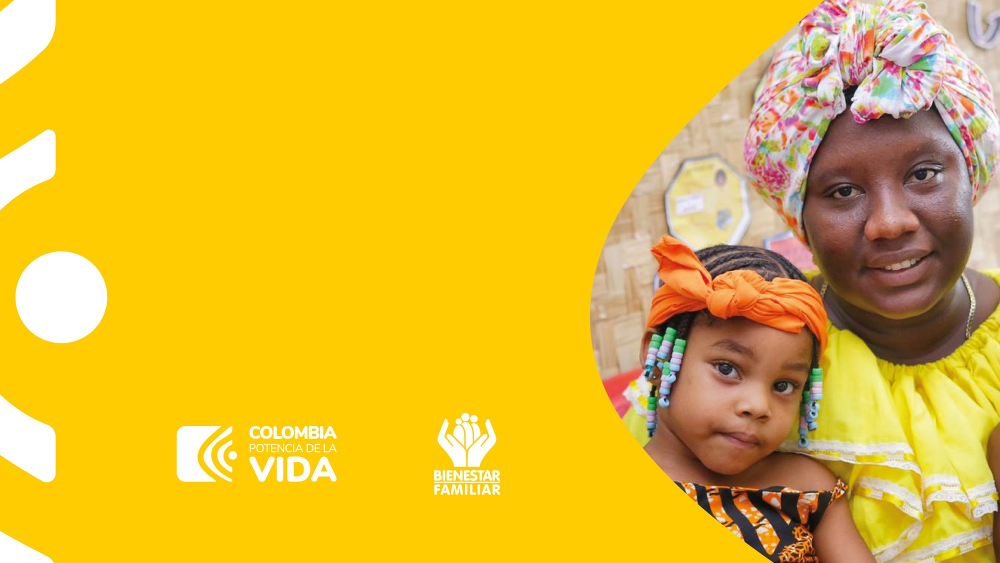 COLOMBIA
POTENCIA DE LA
VIDA
BIENESTAR
FAMILIAR